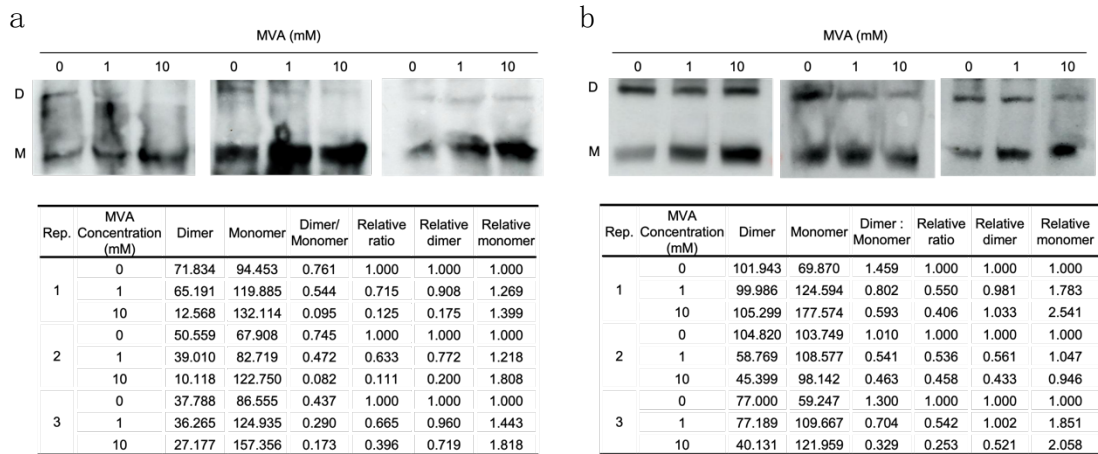 a
MVA (mM)
0 1 10 0 1 10 0 1 10
D
M
Rep. MVA Concentration (mM) Dimer Monomer Dimer/ Monomer Relative ratio Relative dimer Relative monomer
1 0 71.834 94.453 0.761 1.000 1.000 1.000
1 65.191 119.885 0.544 0.715 0.908 1.269
10 12.568 132.114 0.095 0.125 0.175 1.399
2 0 50.559 67.908 0.745 1.000 1.000 1.000
1 39.010 82.719 0.472 0.633 0.772 1.218
10 10.118 122.750 0.082 0.111 0.200 1.808
3 0 37.788 86.555 0.437 1.000 1.000 1.000
1 36.265 124.935 0.290 0.665 0.960 1.443
10 27.177 157.356 0.173 0.396 0.719 1.818
b
MVA (mM)
0 1 10 0 1 10 0 1 10
D
M
Rep. MVA Concentration (mM) Dimer Monomer Dimer : Monomer Relative ratio Relative dimer Relative monomer
1 0 101.943 69.870 1.459 1.000 1.000 1.000
1 99.986 124.594 0.802 0.550 0.981 1.783
10 105.299 177.574 0.593 0.406 1.033 2.541
2 0 104.820 103.749 1.010 1.000 1.000 1.000
1 58.769 108.577 0.541 0.536 0.561 1.047
10 45.399 98.142 0.463 0.458 0.433 0.946
3 0 77.000 59.247 1.300 1.000 1.000 1.000
1 77.189 109.667 0.704 0.542 1.002 1.851
10 40.131 121.959 0.329 0.253 0.521 2.058